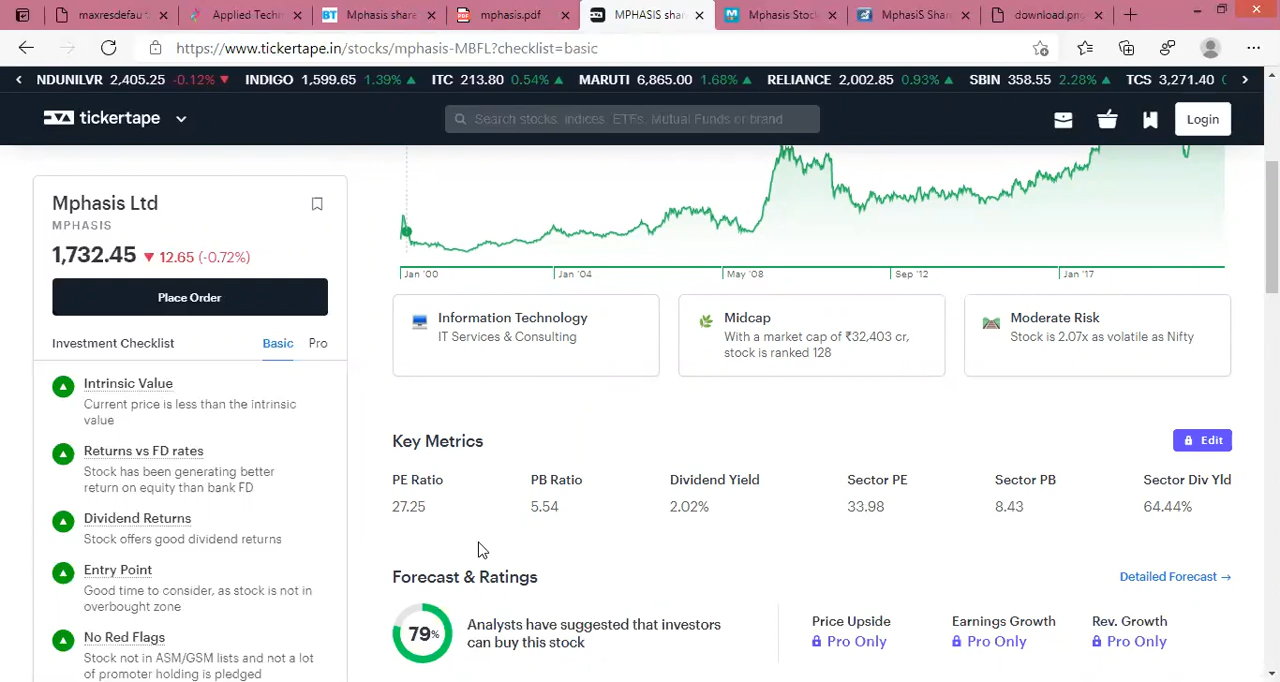 maxresdefau
Applied Techn
Mphasis share
mphasis.pdf
MPHASIS shar
Mphasis Stock
MphasiS Shar
download.png
https://www.tickertape.in/stocks/mphasis-MBFL?checklist=basic
NDUNILVR 2,405.25 -0.12% INDIGO 1,599.65 1.39% ITC 213.80 0.54% MARUTI 6,865.00 1.68% RELIANCE 2,002.85 0.93% SBIN 358.55 2.28% TCS 3,271.40
tickertape
Search stocks, indices, ETFs, Mutual Funds or brand
Login
Mphasis Ltd
MPHASIS
1,732.45 12.65 (-0.72%)
Place Order
Investment Checklist Basic Pro
Intrinsic Value
Current price is less than the intrinsic
value
Returns vs FD rates
Stock has been generating better
return on equity than bank FD
Dividend Returns
Stock offers good dividend returns
Entry Point
Good time to consider, as stock is not in
overbought zone
No Red Flags
Stock not in ASM/GSM lists and not a lot
of promoter holding is pledged
Jan '00 Jan '04 May '08 Sep '12 Jan '17
Information Technology
IT Services & Consulting
Midcap
With a market cap of ₹32,403 cr,
stock is ranked 128
Moderate Risk
Stock is 2.07x as volatile as Nifty
Key Metrics
Edit
PE Ratio PB Ratio Dividend Yield Sector PE Sector PB Sector Div Yld
27.25 5.54 2.02% 33.98 8.43 64.44%
Forecast & Ratings
Detailed Forecast →
79%
Analysts have suggested that investors
can buy this stock
Price Upside Earnings Growth Rev. Growth
Pro Only Pro Only Pro Only